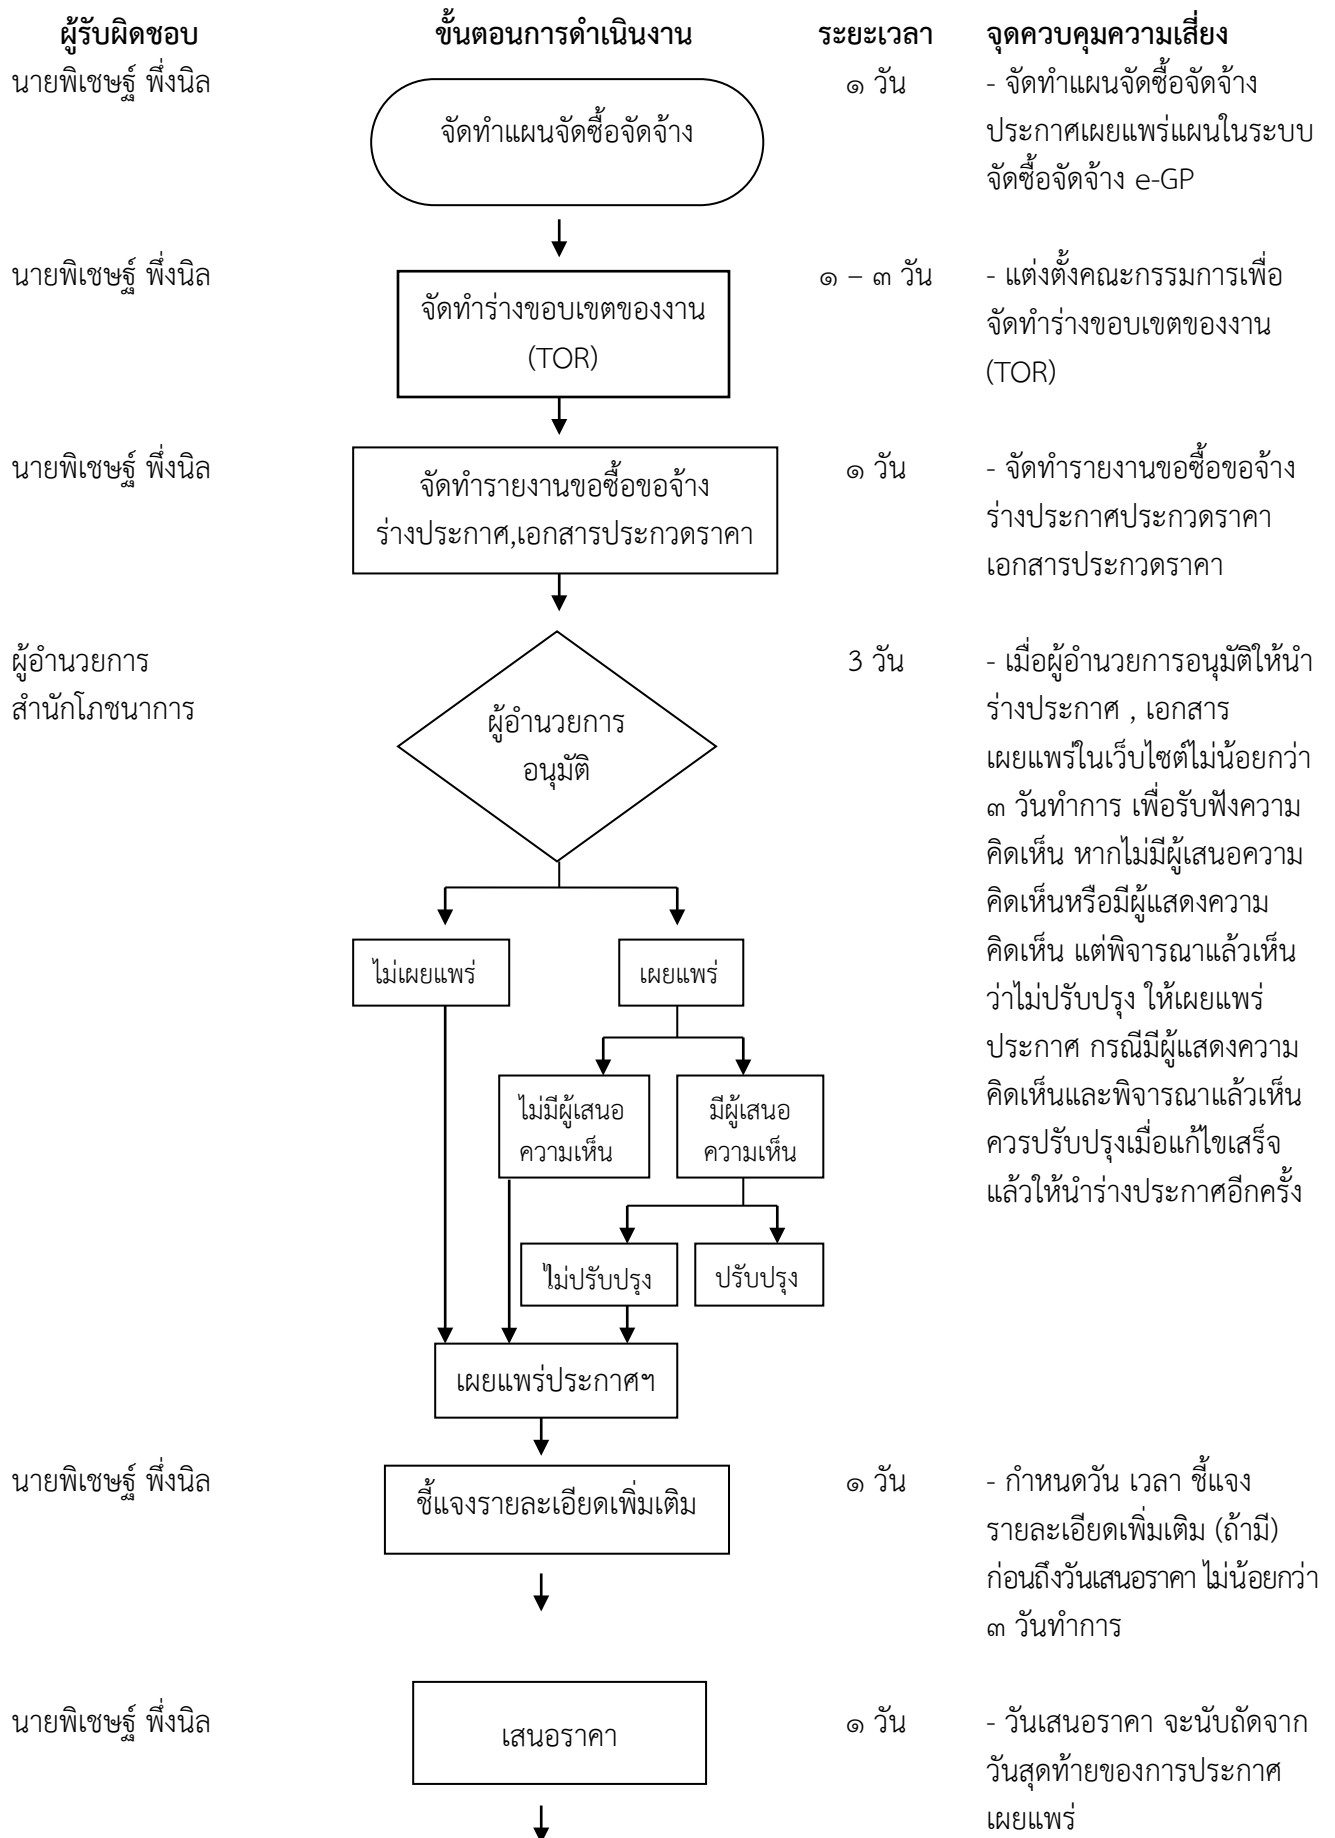 ผู้รับผิดชอบ ขั้นตอนการดำเนินงาน ระยะเวลา จุดควบคุมความเสี่ยง
นายพิเชษฐ์ พึ่งนิล
จัดทำแผนจัดซื้อจัดจ้าง
๑ วัน
- จัดทำแผนจัดซื้อจัดจ้าง
ประกาศเผยแพร่แผนในระบบ
จัดซื้อจัดจ้าง e-GP
นายพิเชษฐ์ พึ่งนิล
จัดทำร่างขอบเขตของงาน
(TOR)
๑ – ๓ วัน
- แต่งตั้งคณะกรรมการเพื่อ
จัดทำร่างขอบเขตของงาน
(TOR)
นายพิเชษฐ์ พึ่งนิล
จัดทำรายงานขอซื้อขอจ้าง
ร่างประกาศ,เอกสารประกวดราคา
๑ วัน
- จัดทำรายงานขอซื้อขอจ้าง
ร่างประกาศประกวดราคา
เอกสารประกวดราคา
ผู้อำนวยการ
สำนักโภชนาการ
ผู้อำนวยการ
อนุมัติ
3 วัน
- เมื่อผู้อำนวยการอนุมัติให้นำ
ร่างประกาศ , เอกสาร
เผยแพร่ในเว็บไซต์ไม่น้อยกว่า
๓ วันทำการ เพื่อรับฟังความ
คิดเห็น หากไม่มีผู้เสนอความ
คิดเห็นหรือมีผู้แสดงความ
คิดเห็น แต่พิจารณาแล้วเห็น
ว่าไม่ปรับปรุง ให้เผยแพร่
ประกาศ กรณีมีผู้แสดงความ
คิดเห็นและพิจารณาแล้วเห็น
ควรปรับปรุงเมื่อแก้ไขเสร็จ
แล้วให้นำร่างประกาศอีกครั้ง
ไม่เผยแพร่
เผยแพร่
ไม่มีผู้เสนอ
ความเห็น
มีผู้เสนอ
ความเห็น
ไม่ปรับปรุง
ปรับปรุง
เผยแพร่ประกาศฯ
นายพิเชษฐ์ พึ่งนิล
ชี้แจงรายละเอียดเพิ่มเติม
๑ วัน
- กำหนดวัน เวลา ชี้แจง
รายละเอียดเพิ่มเติม (ถ้ามี)
ก่อนถึงวันเสนอราคา ไม่น้อยกว่า
๓ วันทำการ
นายพิเชษฐ์ พึ่งนิล
เสนอราคา
๑ วัน
- วันเสนอราคา จะนับถัดจาก
วันสุดท้ายของการประกาศ
เผยแพร่